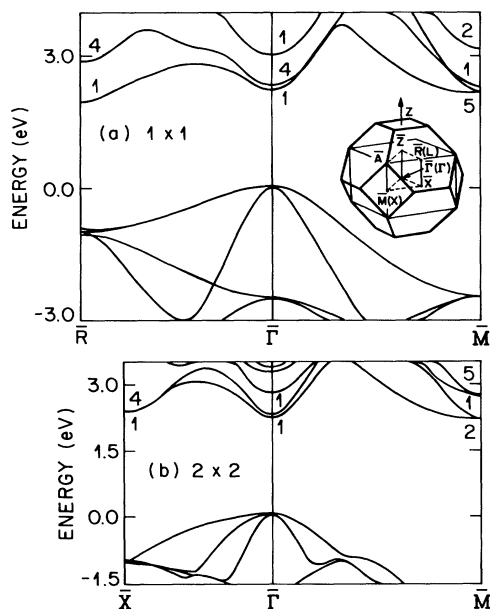 ENERGY (eV)
3.0
0.0
-3.0
4
1
1
4
1
2
1
5
(a) 1 x 1
Z
Z̄
Ā
R̄(L)
Γ̄(Γ)
X̄
M̄(X)
R̄
Γ̄
M̄
ENERGY (eV)
3.0
1.5
0.0
-1.5
4
1
1
1
5
1
2
(b) 2 x 2
X̄
Γ̄
M̄